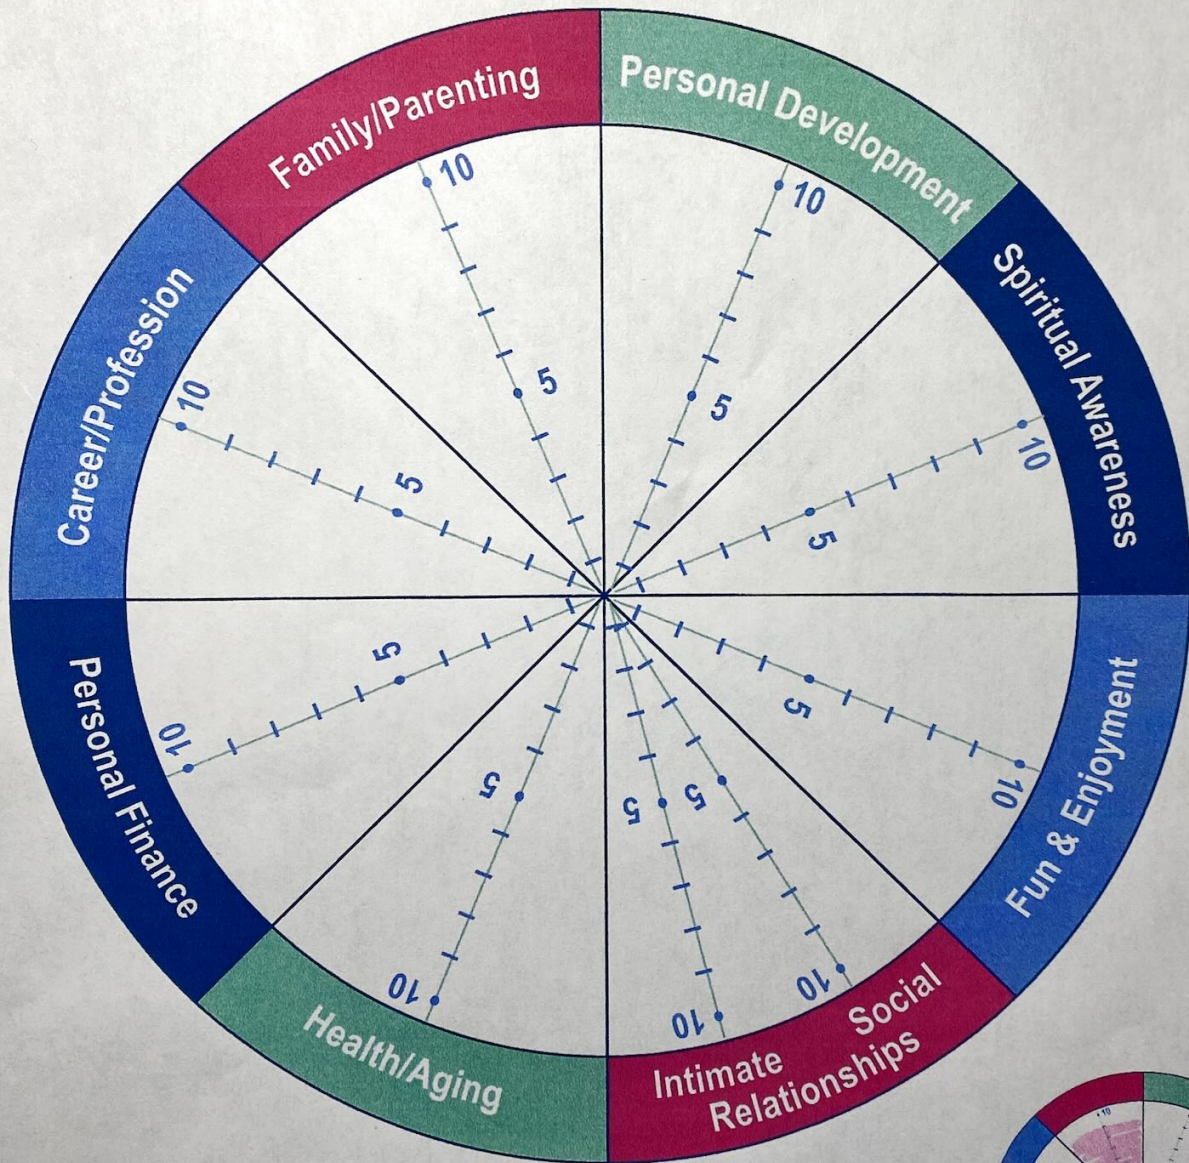 Personal Development
10
5
Spiritual Awareness
10
5
Fun & Enjoyment
10
5
Social
Intimate
Relationships
10
5
10
5
Health/Aging
10
5
Personal Finance
10
5
Career/Profession
10
5
Family/Parenting
10
5
10